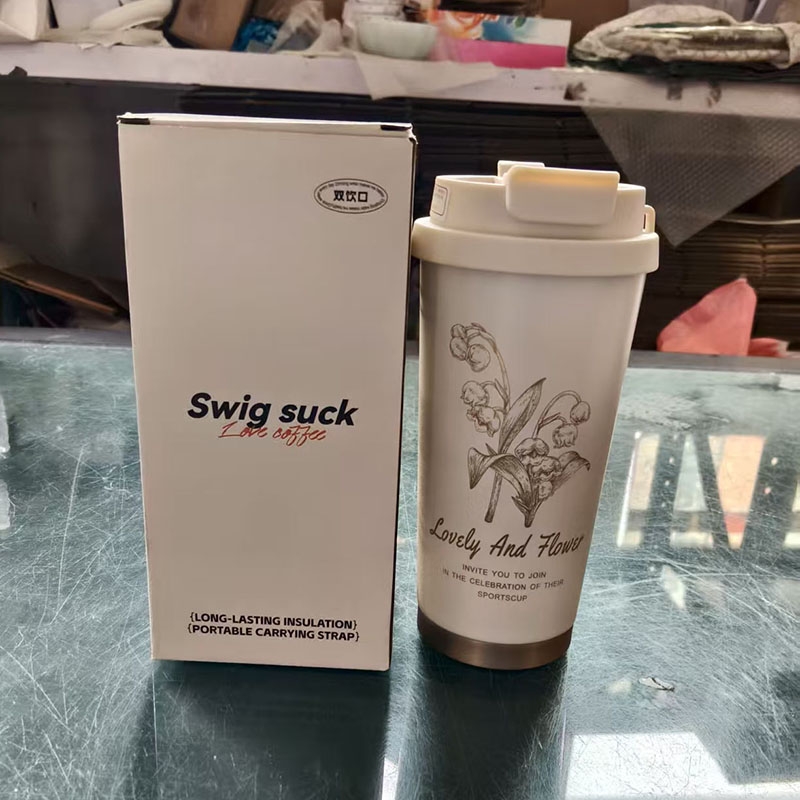 双饮口
Swig suck
Love coffee
{LONG-LASTING INSULATION}
{PORTABLE CARRYING STRAP}
Lovely And Flower
INVITE YOU TO JOIN
IN THE CELEBRATION OF THEIR
SPORTSCUP